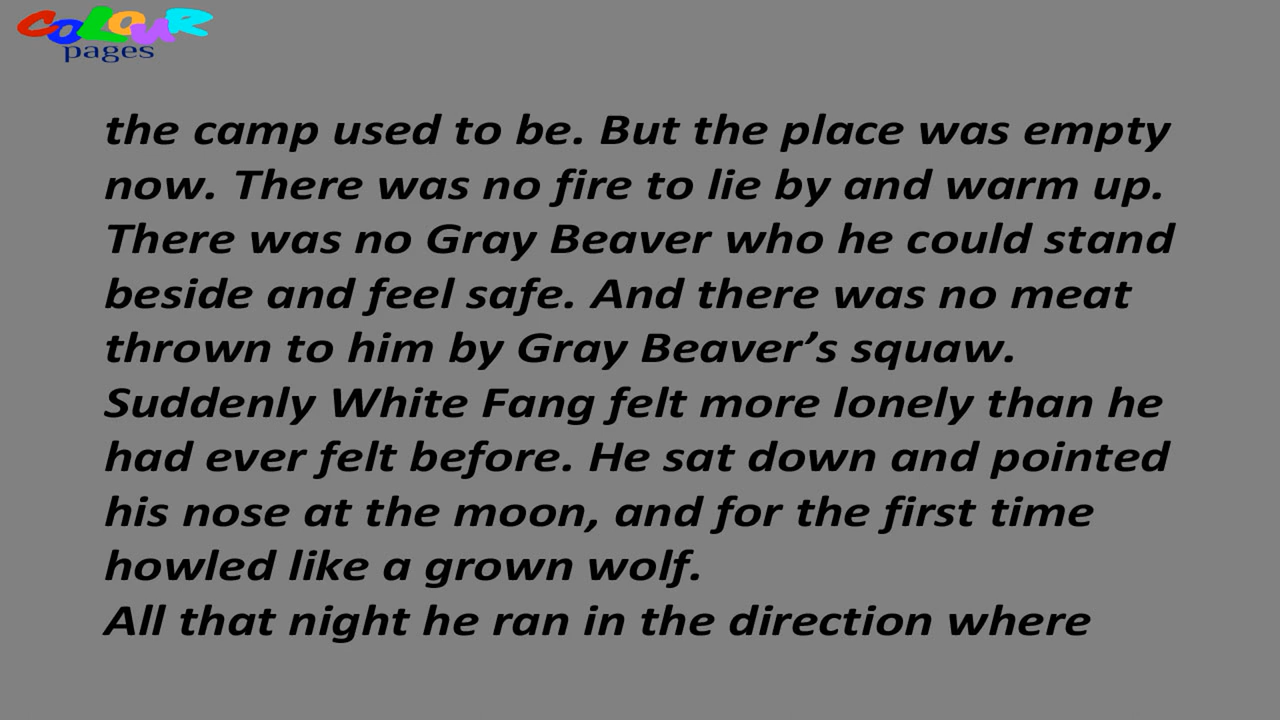 COLOUR
pages
the camp used to be. But the place was empty
now. There was no fire to lie by and warm up.
There was no Gray Beaver who he could stand
beside and feel safe. And there was no meat
thrown to him by Gray Beaver’s squaw.
Suddenly White Fang felt more lonely than he
had ever felt before. He sat down and pointed
his nose at the moon, and for the first time
howled like a grown wolf.
All that night he ran in the direction where